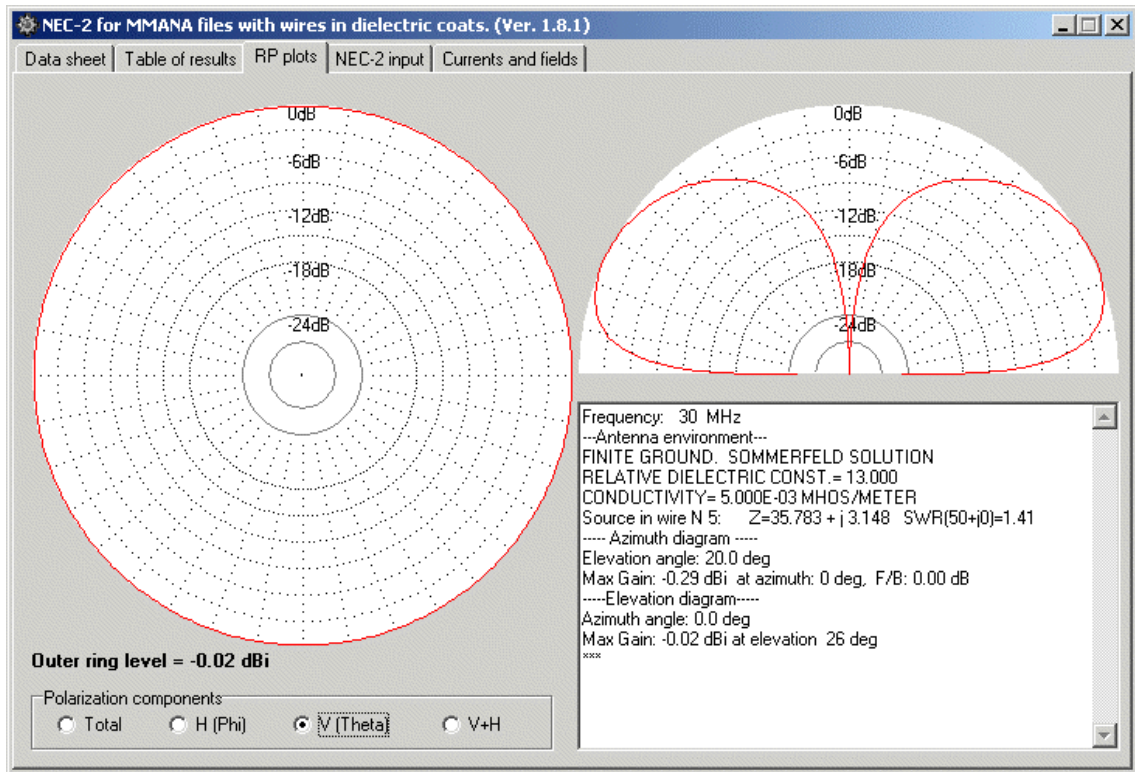 NEC-2 for MMANA files with wires in dielectric coats. (Ver. 1.8.1)
Data sheet Table of results RP plots NEC-2 input Currents and fields
0dB
-6dB
-12dB
-18dB
-24dB
0dB
-6dB
-12dB
-18dB
-24dB
Frequency: 30 MHz
---Antenna environment---
FINITE GROUND. SOMMERFELD SOLUTION
RELATIVE DIELECTRIC CONST.= 13.000
CONDUCTIVITY= 5.000E-03 MHOS/METER
Source in wire N 5: Z=35.783 + j 3.148 SWR(50+j0)=1.41
----- Azimuth diagram -----
Elevation angle: 20.0 deg
Max Gain: -0.29 dBi at azimuth: 0 deg, F/B: 0.00 dB
-----Elevation diagram-----
Azimuth angle: 0.0 deg
Max Gain: -0.02 dBi at elevation 26 deg
***
Outer ring level = -0.02 dBi
Polarization components
Total H (Phi) V (Theta) V+H